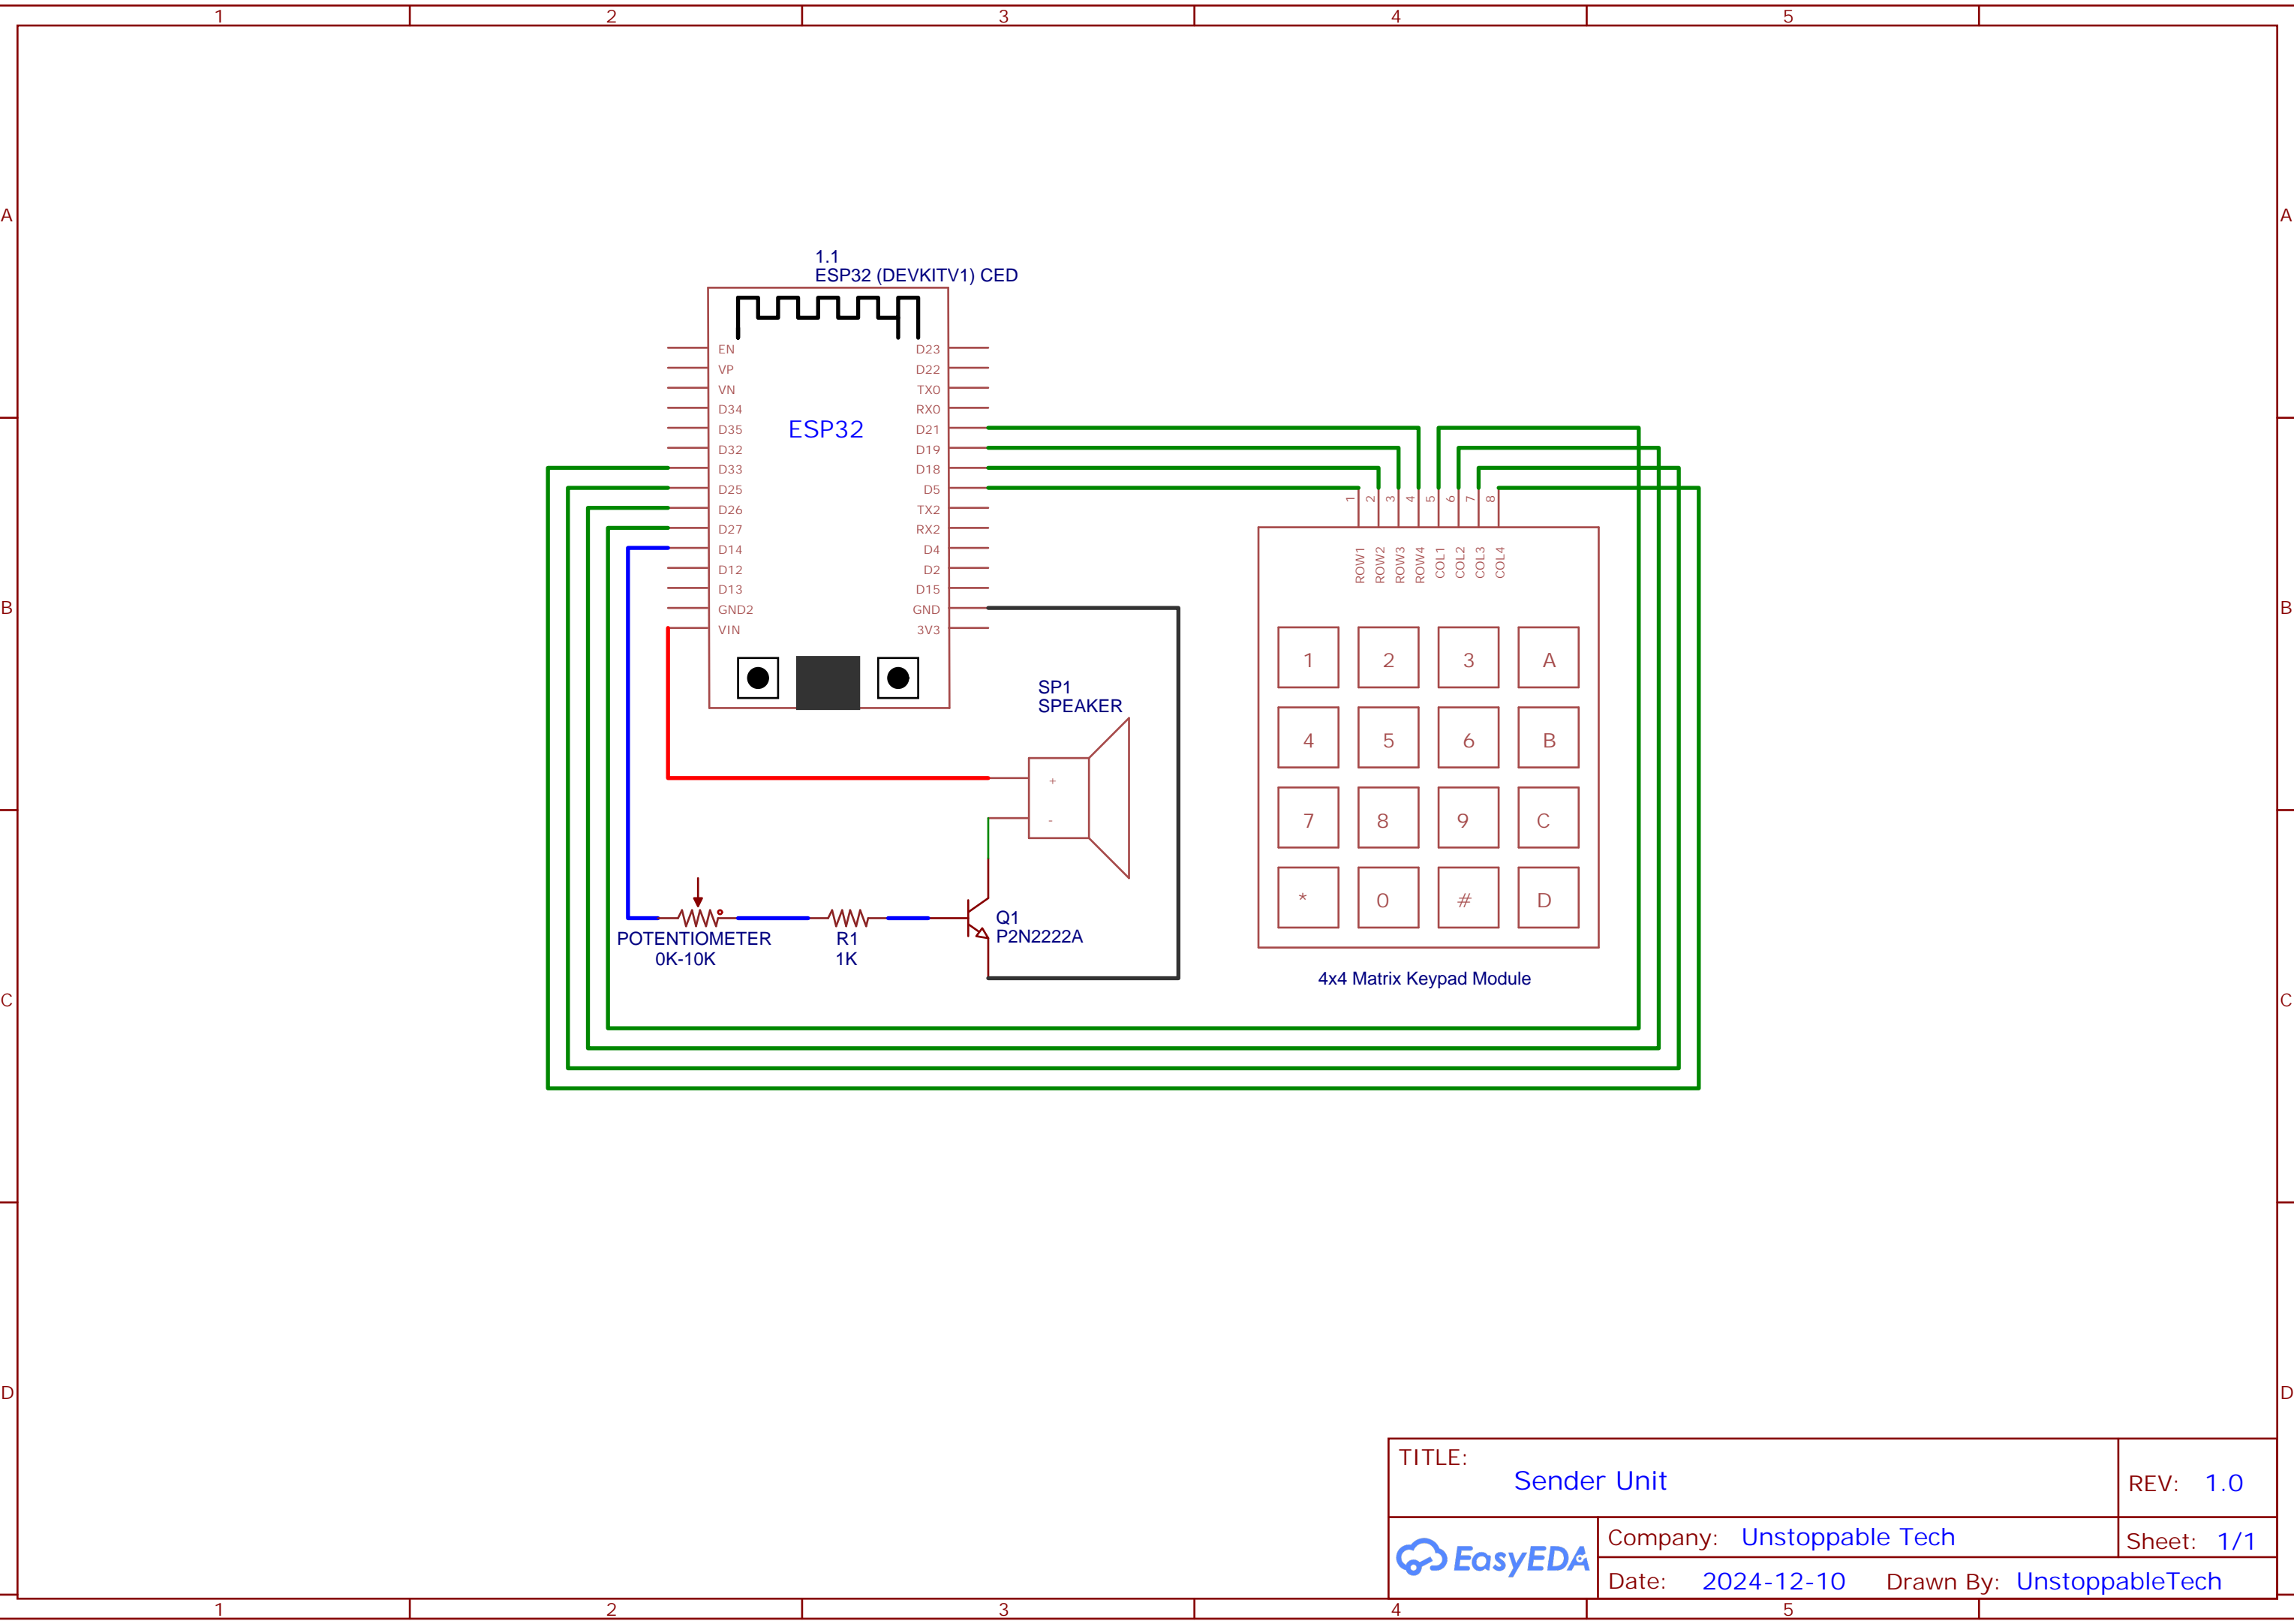 1 2 3 4 5
A A
1.1
ESP32 (DEVKITV1) CED
EN D23
VP D22
VN TX0
D34 RX0
D35 ESP32 D21
D32 D19
D33 D18
D25 D5
D26 TX2
D27 RX2
D14 D4
D12 D2
D13 D15
GND2 GND
VIN 3V3
1 2 3 4 5 6 7 8
ROW1 ROW2 ROW3 ROW4 COL1 COL2 COL3 COL4
B B
1 2 3 A
4 5 6 B
7 8 9 C
* 0 # D
4x4 Matrix Keypad Module
SP1
SPEAKER
+
-
POTENTIOMETER
0K-10K
R1
1K
Q1
P2N2222A
C C
D D
TITLE:
Sender Unit
REV: 1.0
EasyEDA
Company: Unstoppable Tech
Sheet: 1/1
Date: 2024-12-10 Drawn By: UnstoppableTech
1 2 3 4 5